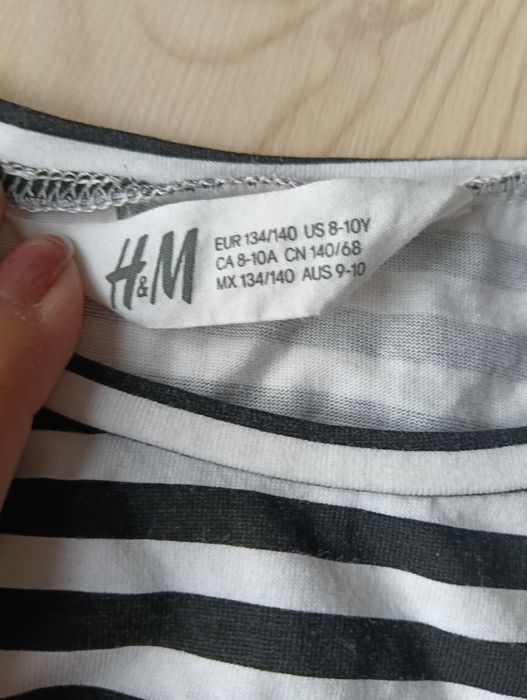 H&M
EUR 134/140 US 8-10Y
CA 8-10A CN 140/68
MX 134/140 AUS 9-10